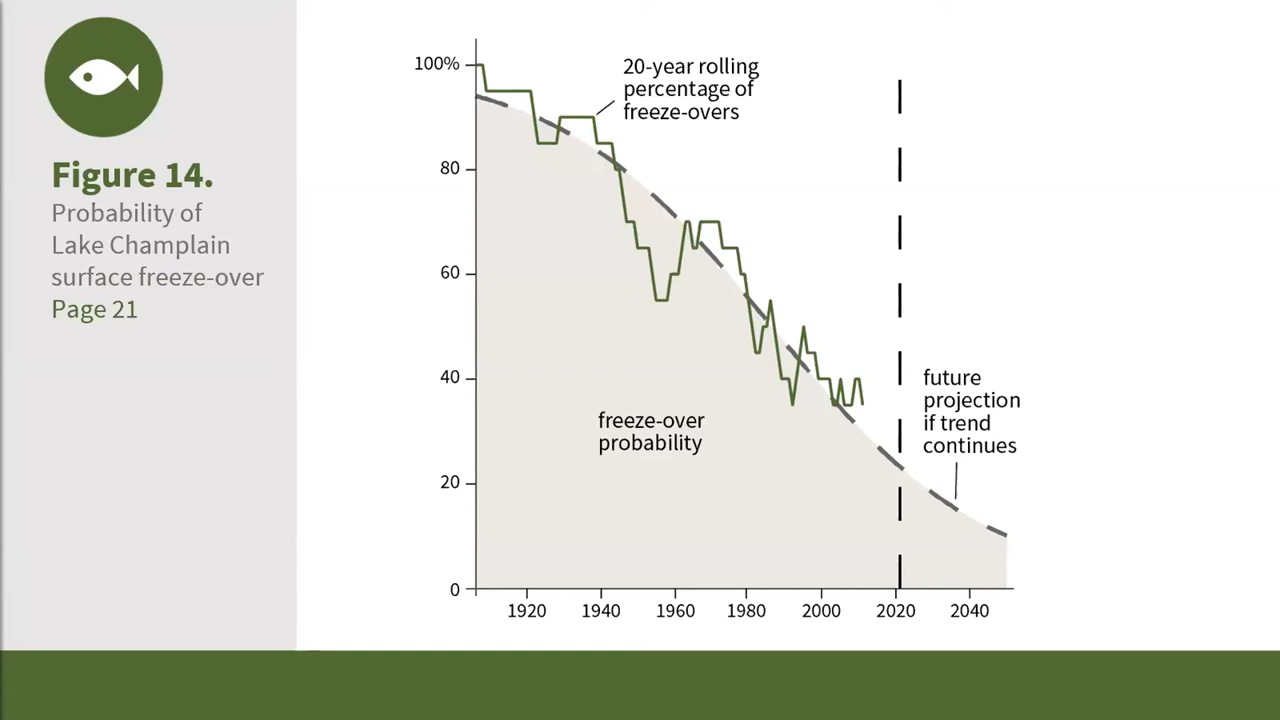 Figure 14.
Probability of
Lake Champlain
surface freeze-over
Page 21
100%
80
60
40
20
0
20-year rolling
percentage of
freeze-overs
freeze-over
probability
future
projection
if trend
continues
1920 1940 1960 1980 2000 2020 2040